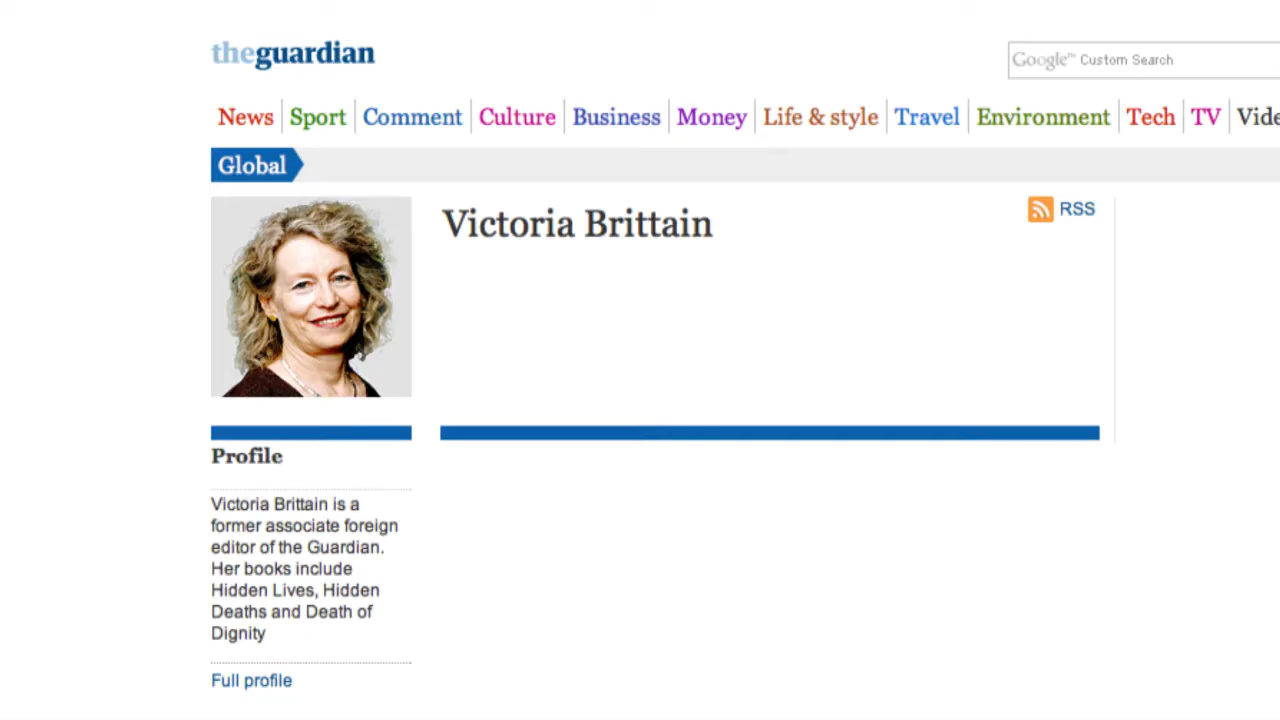 theguardian
Google™ Custom Search
News Sport Comment Culture Business Money Life & style Travel Environment Tech TV
Global
Victoria Brittain
RSS
Profile
Victoria Brittain is a
former associate foreign
editor of the Guardian.
Her books include
Hidden Lives, Hidden
Deaths and Death of
Dignity
Full profile